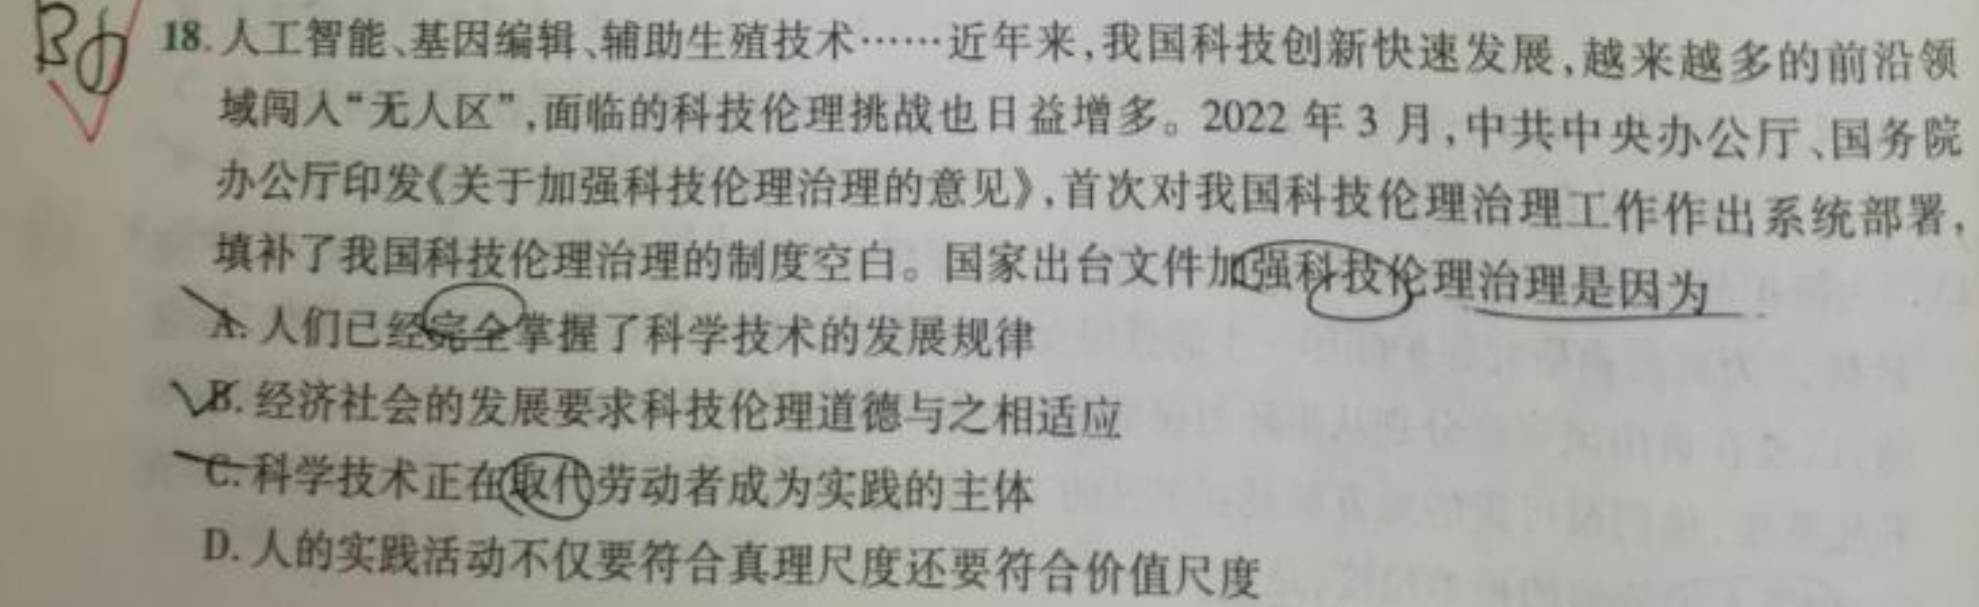 18.人工智能、基因编辑、辅助生殖技术……近年来,我国科技创新快速发展,越来越多的前沿领
域闯入“无人区”,面临的科技伦理挑战也日益增多。2022年3月,中共中央办公厅、国务院
办公厅印发《关于加强科技伦理治理的意见》,首次对我国科技伦理治理工作作出系统部署,
填补了我国科技伦理治理的制度空白。国家出台文件加强科技伦理治理是因为
A.人们已经完全掌握了科学技术的发展规律
B.经济社会的发展要求科技伦理道德与之相适应
C.科学技术正在取代劳动者成为实践的主体
D.人的实践活动不仅要符合真理尺度还要符合价值尺度